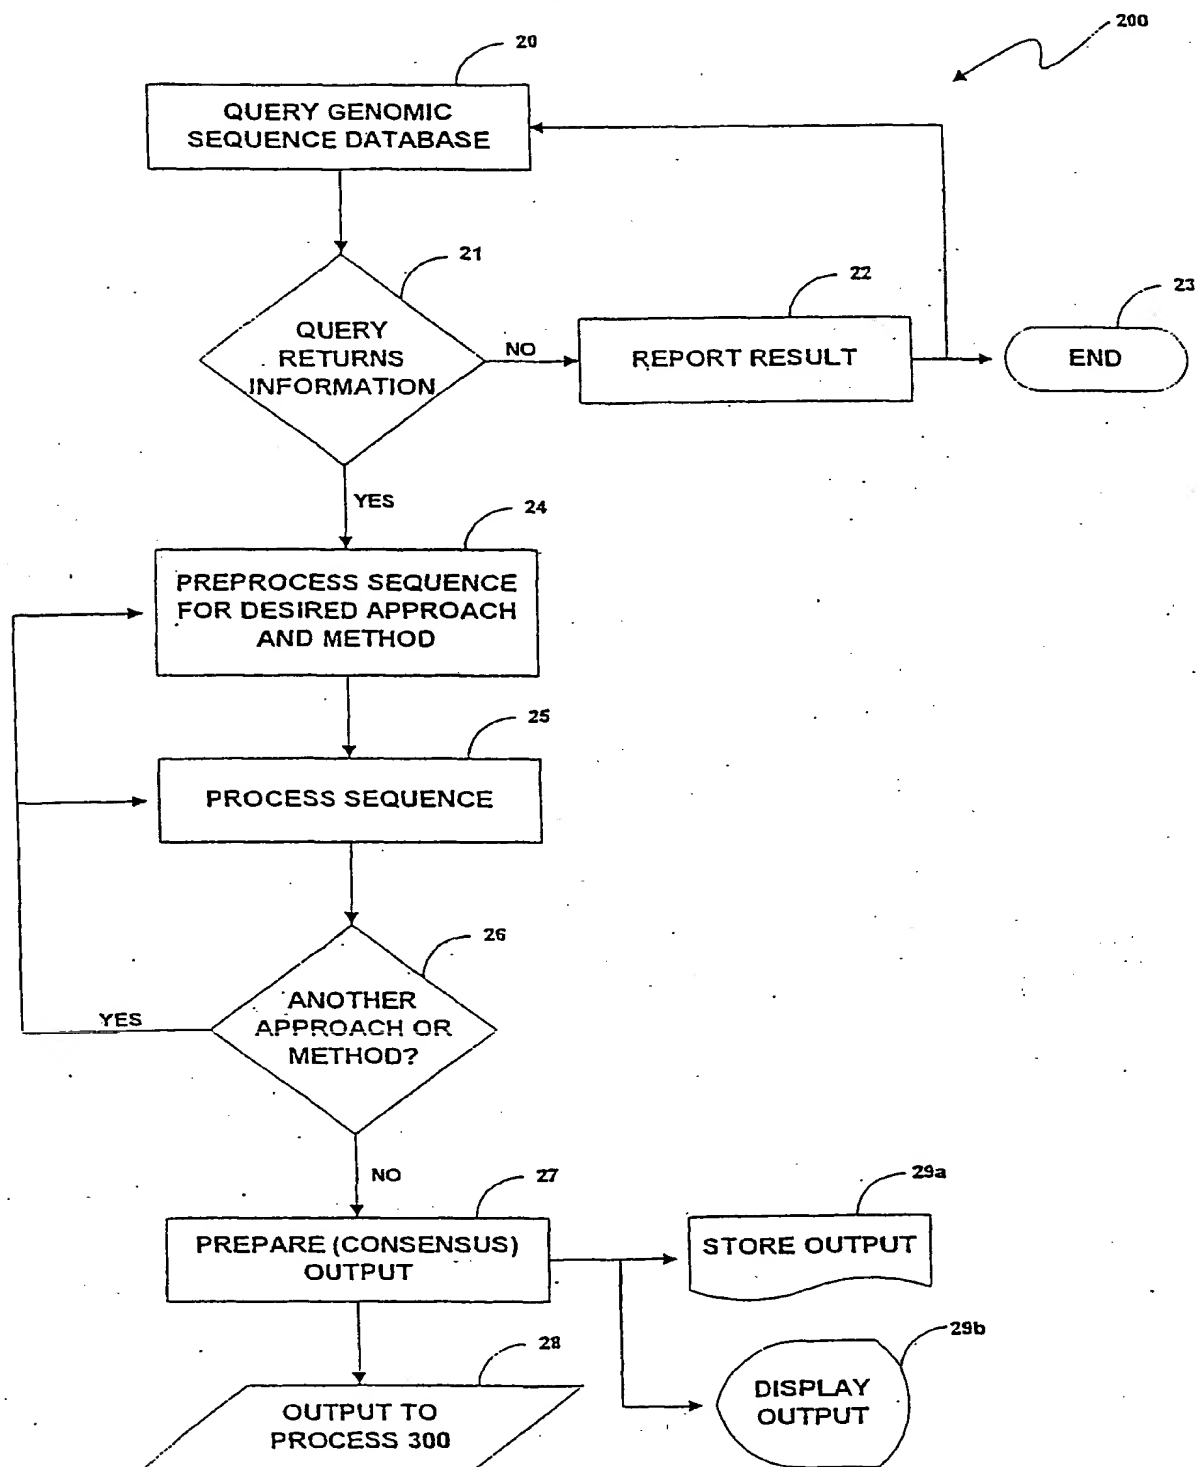 200
20
QUERY GENOMIC
SEQUENCE DATABASE
21
QUERY
RETURNS
INFORMATION
NO
22
REPORT RESULT
23
END
YES
24
PREPROCESS SEQUENCE
FOR DESIRED APPROACH
AND METHOD
25
PROCESS SEQUENCE
26
ANOTHER
APPROACH OR
METHOD?
YES
NO
27
PREPARE (CONSENSUS)
OUTPUT
29a
STORE OUTPUT
29b
DISPLAY
OUTPUT
28
OUTPUT TO
PROCESS 300